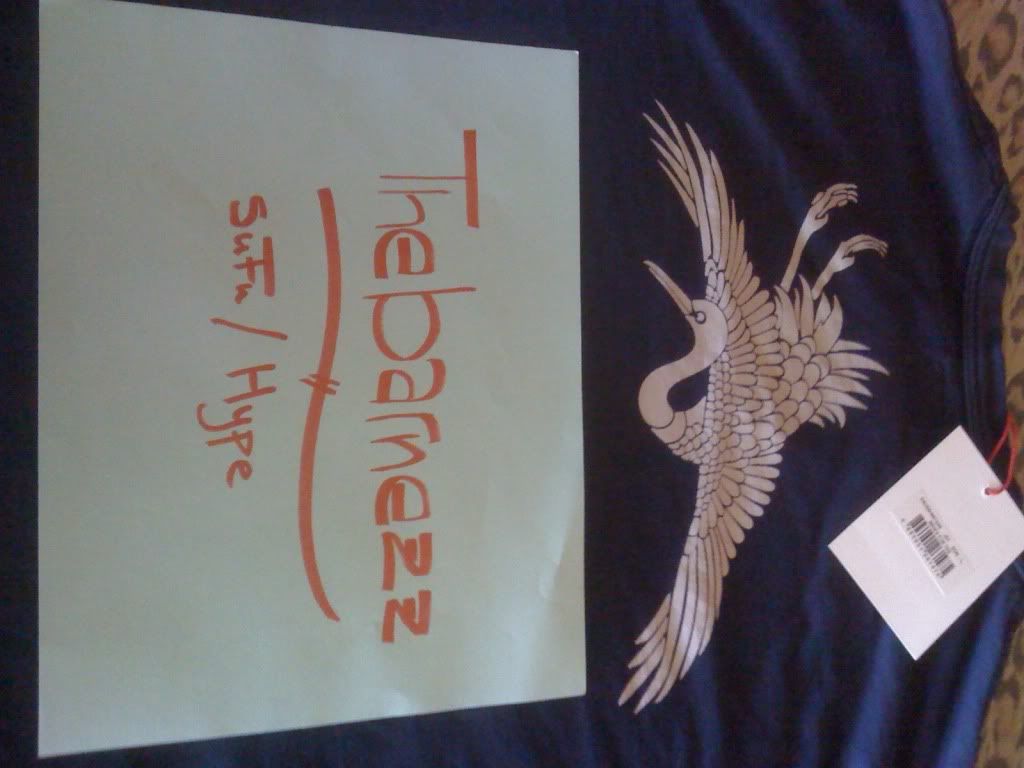 Thebarnezz
SuFu / Hype